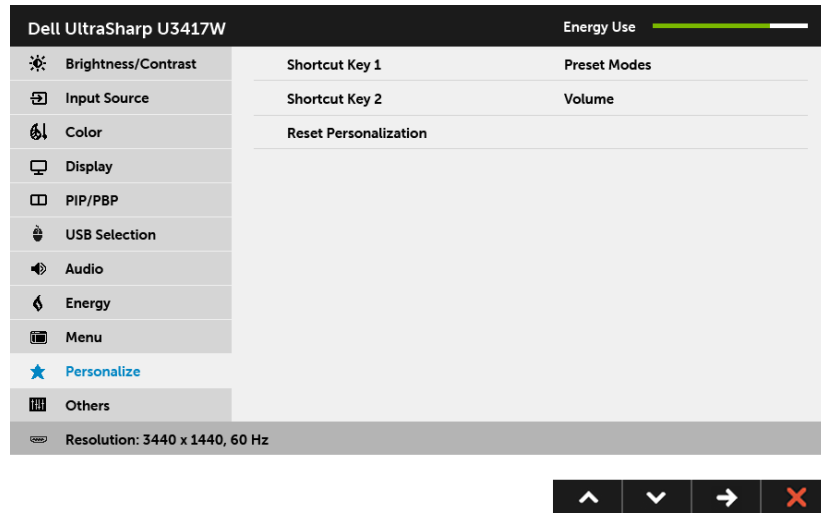 Dell UltraSharp U3417W Energy Use
Brightness/Contrast Shortcut Key 1 Preset Modes
Input Source Shortcut Key 2 Volume
Color Reset Personalization
Display
PIP/PBP
USB Selection
Audio
Energy
Menu
Personalize
Others
Resolution: 3440 x 1440, 60 Hz